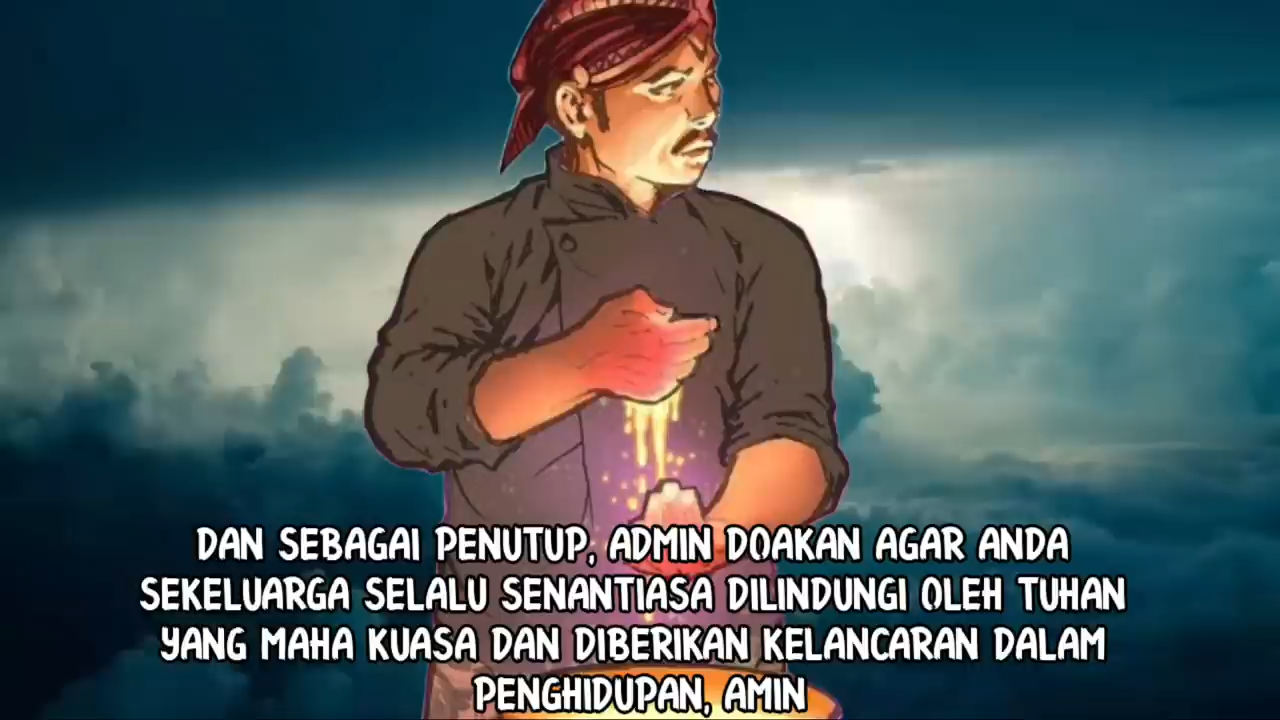 DAN SEBAGAI PENUTUP, ADMIN DOAKAN AGAR ANDA
SEKELUARGA SELALU SENANTIASA DILINDUNGI OLEH TUHAN
YANG MAHA KUASA DAN DIBERIKAN KELANCARAN DALAM
PENGHIDUPAN, AMIN